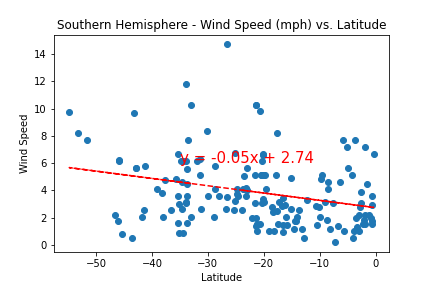 Southern Hemisphere - Wind Speed (mph) vs. Latitude
14
12
10
8
6
4
2
0
Wind Speed
y = -0.05x + 2.74
−50 −40 −30 −20 −10 0
Latitude